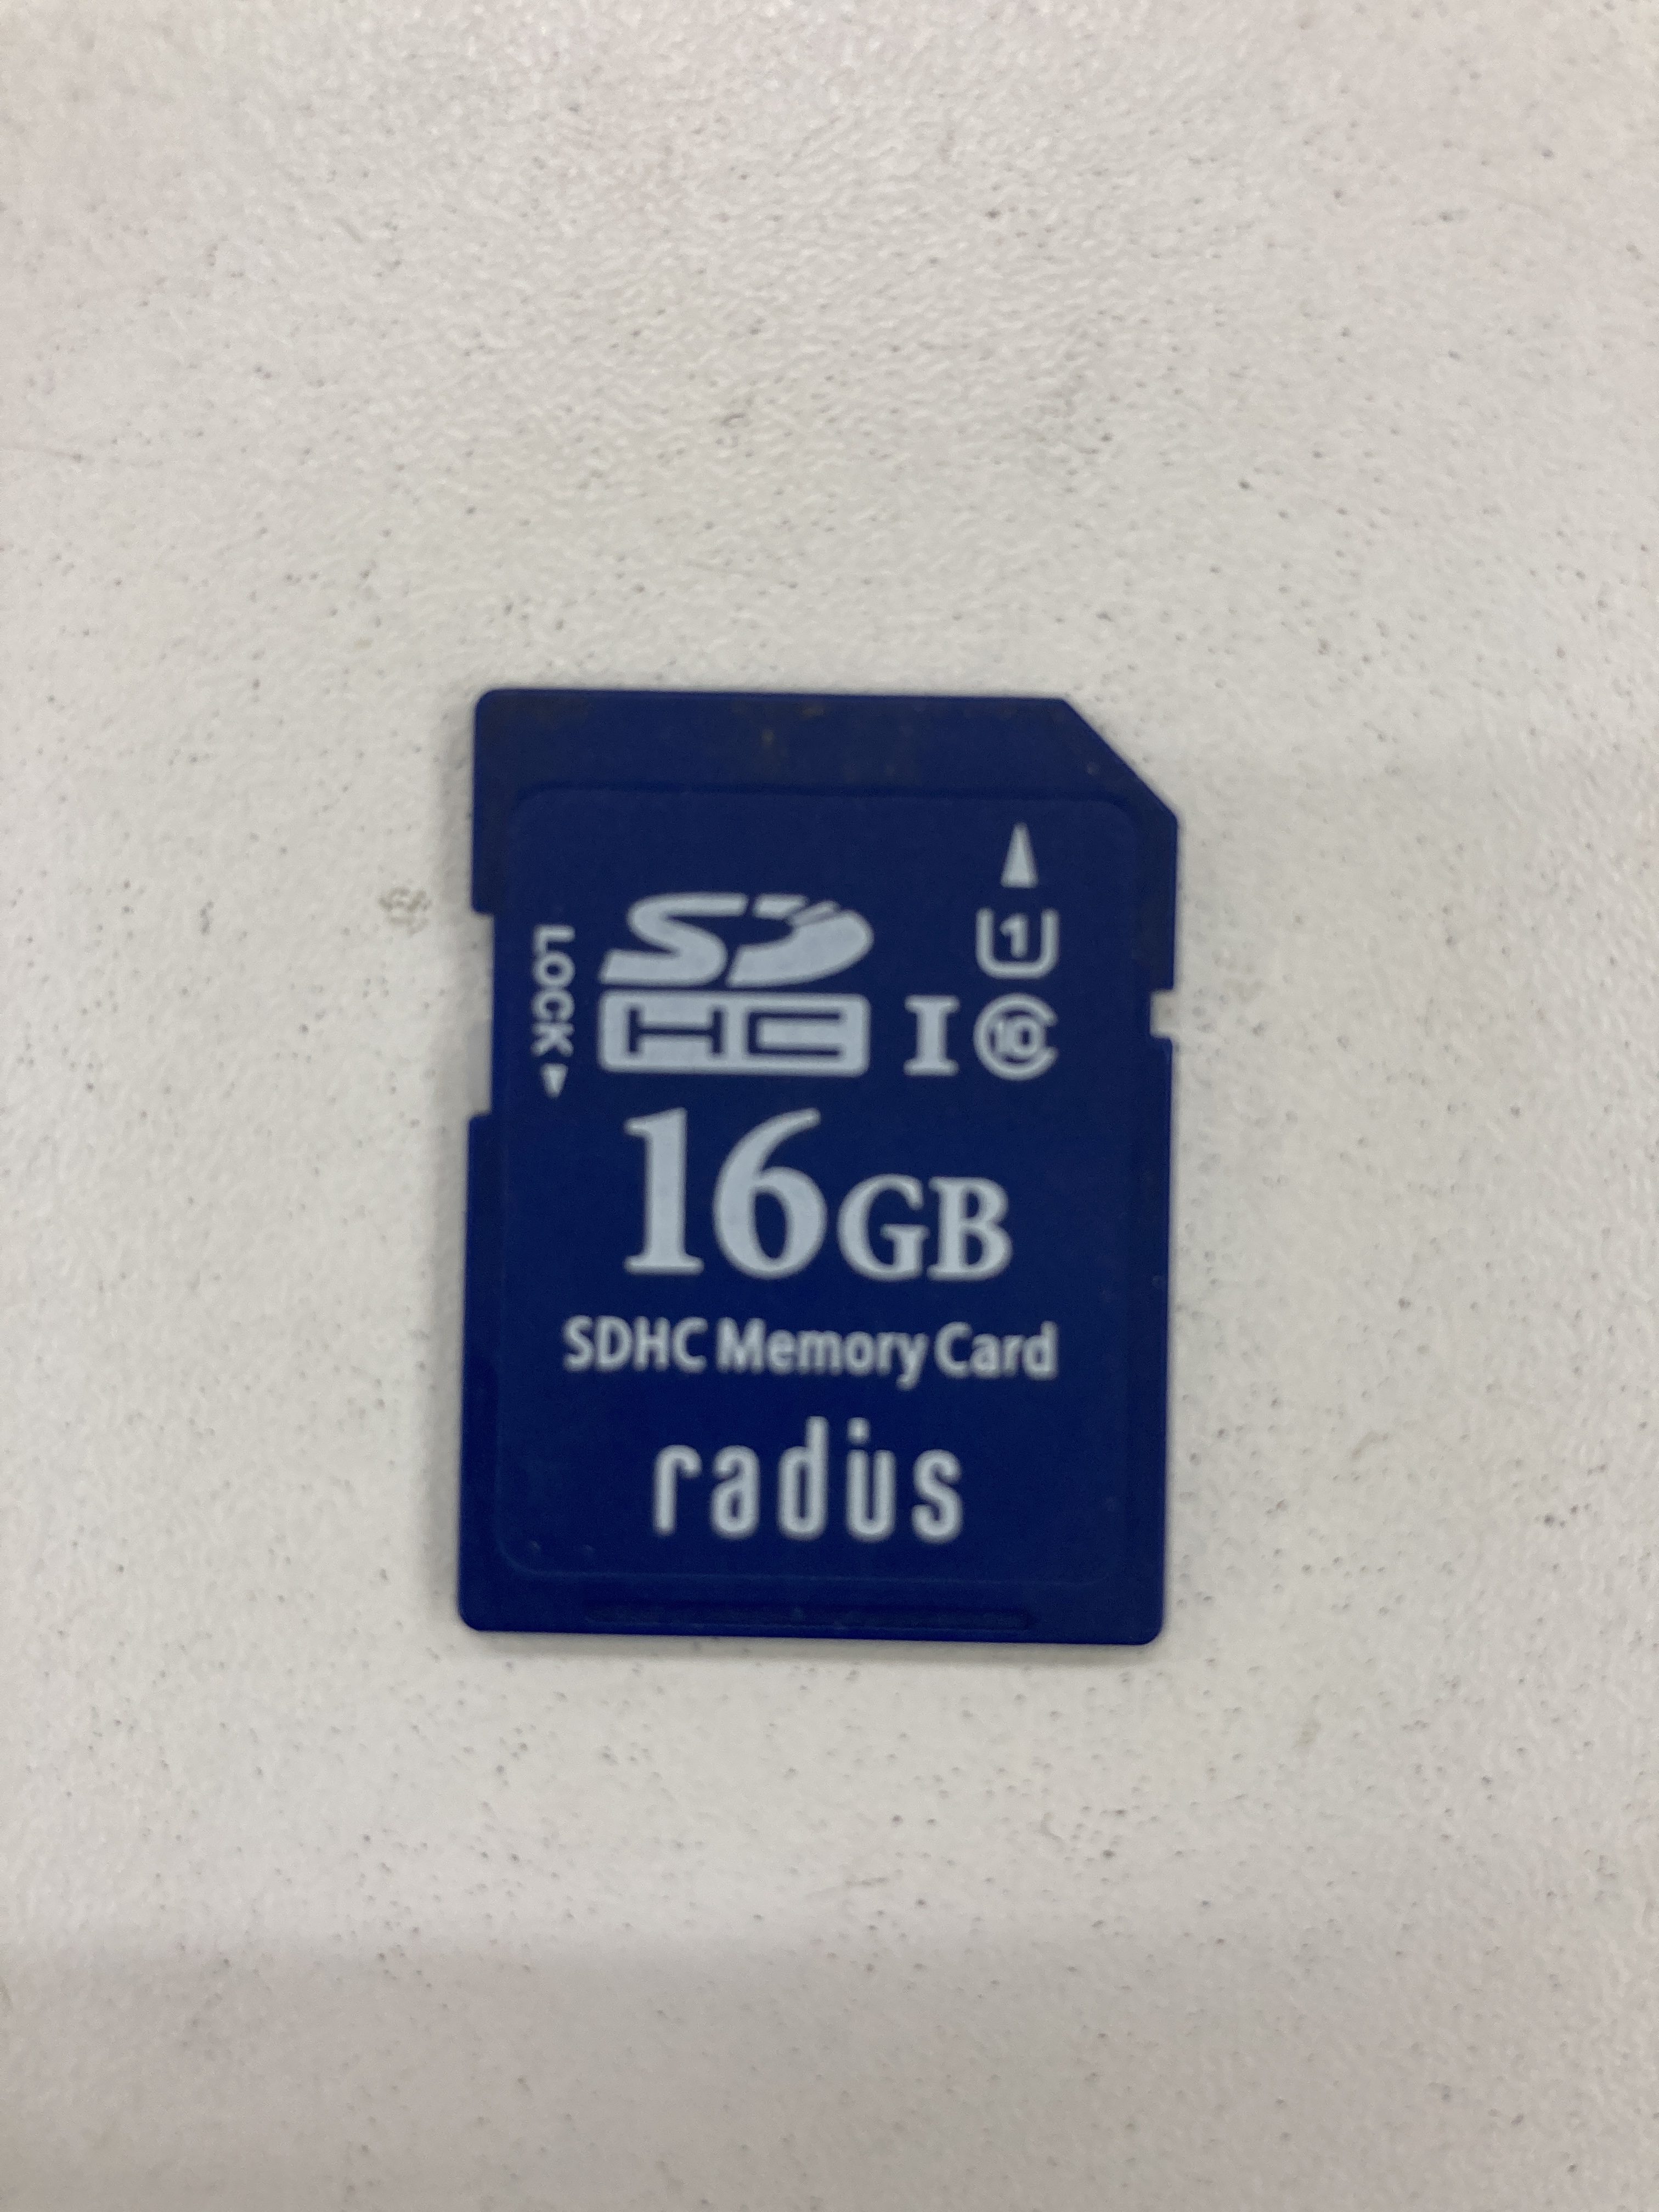 1
LOCK
SD
HC I 10
16GB
SDHC Memory Card
radius